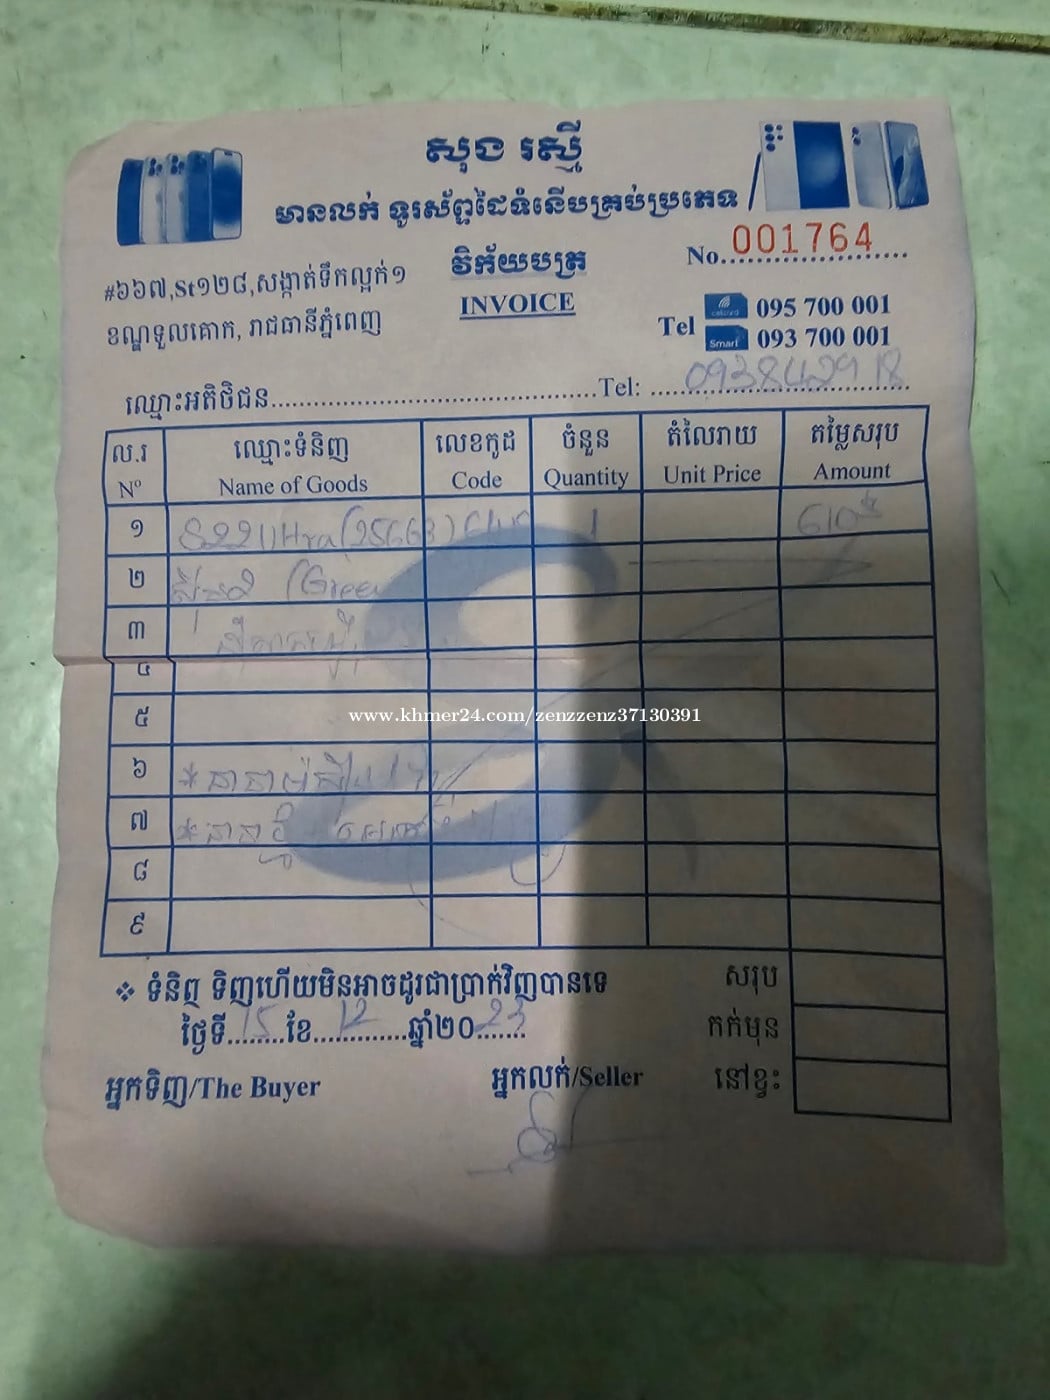 សុង រស្មី
មានលក់ ទូរស័ព្ទដៃទំនើបគ្រប់ប្រភេទ
វិក័យបត្រ
INVOICE
No. 001764
#៦៦៧,St១២៨,សង្កាត់ទឹកល្អក់១
ខណ្ឌទួលគោក, រាជធានីភ្នំពេញ
Tel
cellcard 095 700 001
Smart 093 700 001
ឈ្មោះអតិថិជន Tel: 093842918
ល.រ ឈ្មោះទំនិញ លេខកូដ ចំនួន តំលៃរាយ តម្លៃសរុប
Nº Name of Goods Code Quantity Unit Price Amount
១ S22 (256G) 1 610$
២ (Green
៣
៤
៥
www.khmer24.com/zenzzenz37130391
៦
៧
៨
៩
❖ ទំនិញ ទិញហើយមិនអាចដូរជាប្រាក់វិញបានទេ
សរុប
ថ្ងៃទី 15 ខែ 12 ឆ្នាំ២០23
កក់មុន
អ្នកទិញ/The Buyer អ្នកលក់/Seller
នៅខ្វះ